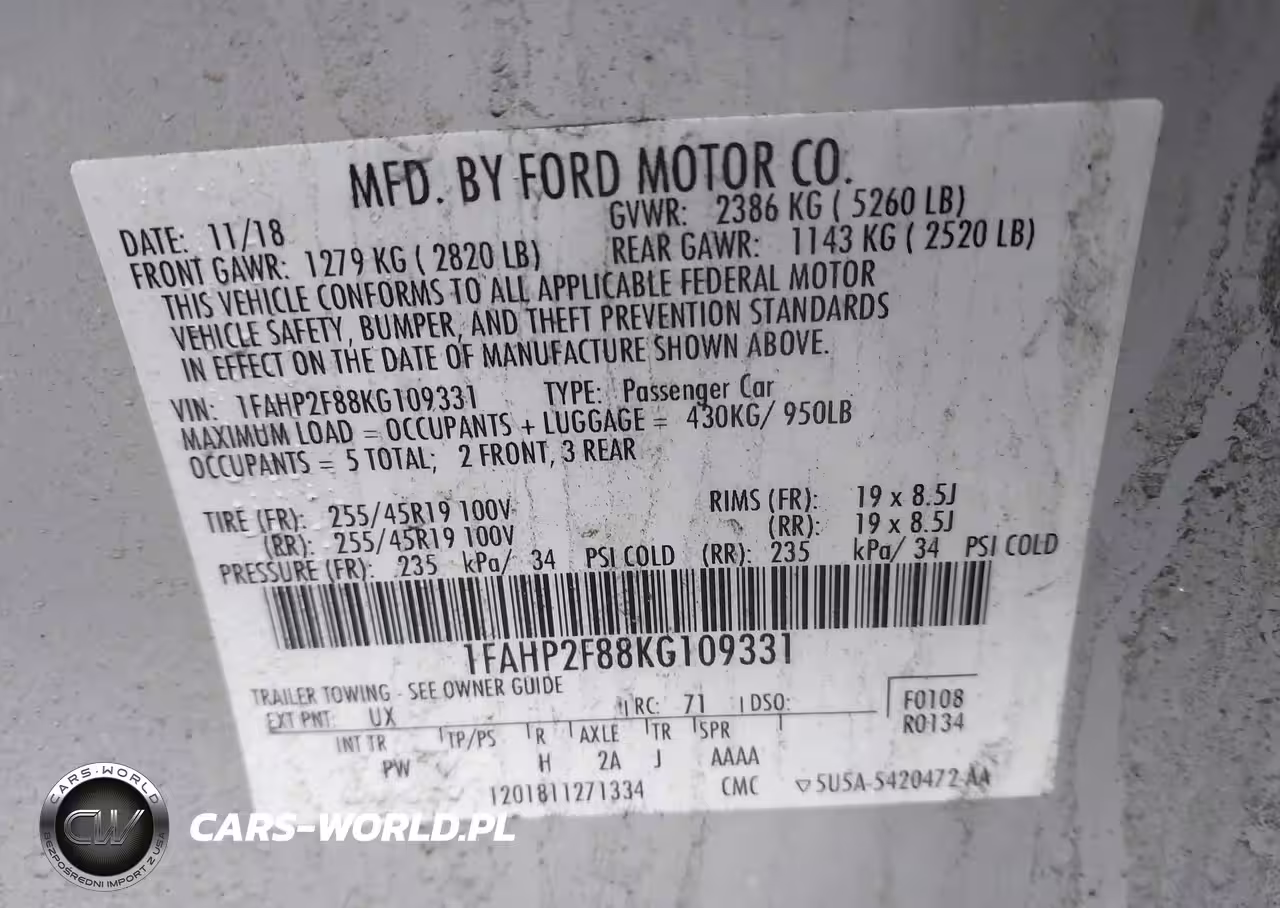 MFD. BY FORD MOTOR CO.
DATE: 11/18 GVWR: 2386 KG ( 5260 LB)
FRONT GAWR: 1279 KG ( 2820 LB) REAR GAWR: 1143 KG ( 2520 LB)
THIS VEHICLE CONFORMS TO ALL APPLICABLE FEDERAL MOTOR
VEHICLE SAFETY, BUMPER, AND THEFT PREVENTION STANDARDS
IN EFFECT ON THE DATE OF MANUFACTURE SHOWN ABOVE.
VIN: 1FAHP2F88KG109331 TYPE: Passenger Car
MAXIMUM LOAD = OCCUPANTS + LUGGAGE = 430KG/ 950LB
OCCUPANTS = 5 TOTAL; 2 FRONT, 3 REAR
TIRE (FR): 255/45R19 100V RIMS (FR): 19 x 8.5J
(RR): 255/45R19 100V (RR): 19 x 8.5J
PRESSURE (FR): 235 kPa/ 34 PSI COLD (RR): 235 kPa/ 34 PSI COLD
1FAHP2F88KG109331
TRAILER TOWING - SEE OWNER GUIDE
EXT PNT: UX RC: 71 DSO: F0108
R0134
INT TR TP/PS R AXLE TR SPR
PW H 2A J AAAA
1201811271334 CMC 5U5A-5420472-AA
CARS-WORLD
CW
BEZPOŚREDNI IMPORT Z USA
CARS-WORLD.PL